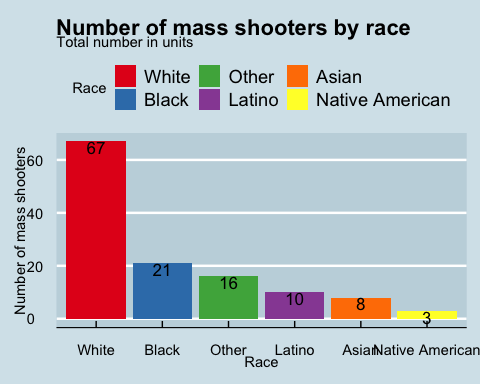 Number of mass shooters by race
Total number in units
Race
White
Other
Asian
Black
Latino
Native American
Number of mass shooters
60
40
20
0
67
21
16
10
8
3
White
Black
Other
Latino
Asian
Native American
Race